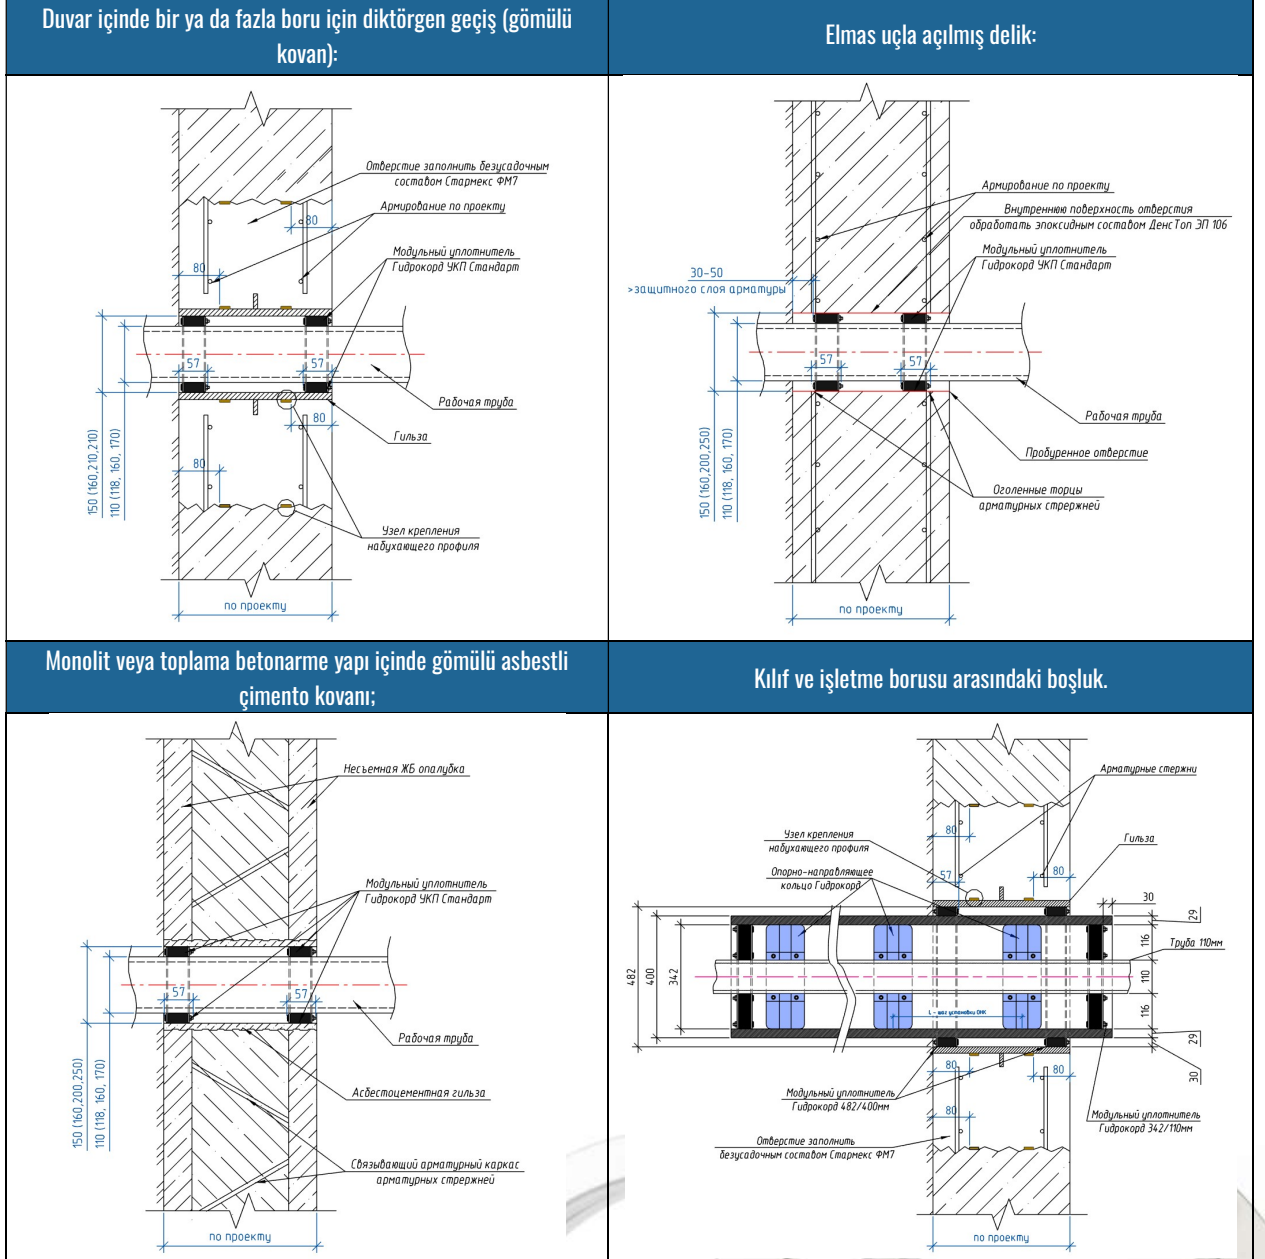 Duvar içinde bir ya da fazla boru için diktörgen geçiş (gömülü
kovan):
Отверстие заполнить безусадочным
составом Стармекс ФМ7
Армирование по проекту
80
Модульный уплотнитель
Гидрокорд УКП Стандарт
80
57
57
Рабочая труба
80
Гильза
80
150 (160,210,210)
110 (118, 160, 170)
Узел крепления
набухающего профиля
по проекту
Elmas uçla açılmış delik:
Армирование по проекту
Внутреннюю поверхность отверстия
обработать эпоксидным составом ДенсТоп ЭП 106
Модульный уплотнитель
Гидрокорд УКП Стандарт
30-50
>защитного слоя арматуры
57
57
Рабочая труба
Пробуренное отверстие
150 (160,200,250)
110 (118, 160, 170)
Оголенные торцы
арматурных стрержней
по проекту
Monolit veya toplama betonarme yapı içinde gömülü asbestli
çimento kovanı;
Несъемная ЖБ опалубка
Модульный уплотнитель
Гидрокорд УКП Стандарт
57
57
Рабочая труба
Асбестоцементная гильза
150 (160,200,250)
110 (118, 160, 170)
Связывающий арматурный каркас
арматурных стрержней
по проекту
Kılıf ve işletme borusu arasındaki boşluk.
Арматурные стержни
Узел крепления
набухающего профиля
80
Гильза
Опорно-направляющее
кольцо Гидрокорд
57
80
30
29
116
Труба 110мм
482
400
342
110
116
L - шаг установки ОНК
29
80
80
30
Модульный уплотнитель
Гидрокорд 482/400мм
80
Модульный уплотнитель
Гидрокорд 342/110мм
Отверстие заполнить
безусадочным составом Стармекс ФМ7
по проекту